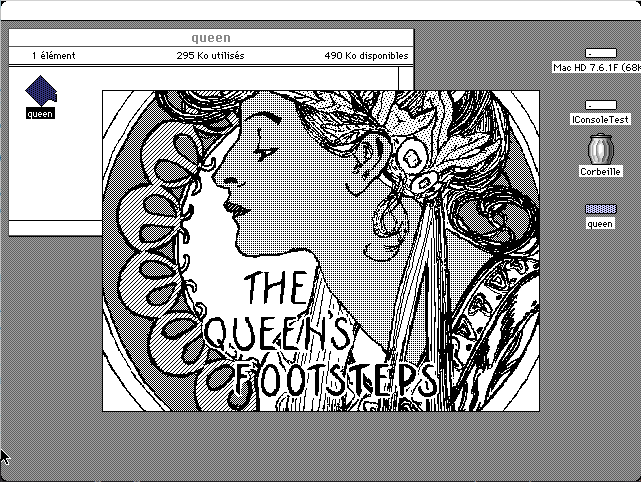 queen
1 élément 295 Ko utilisés 490 Ko disponibles
queen
Mac HD 7.6.1F (68K
IConsoleTest
Corbeille
queen
THE
QUEEN'S
FOOTSTEPS